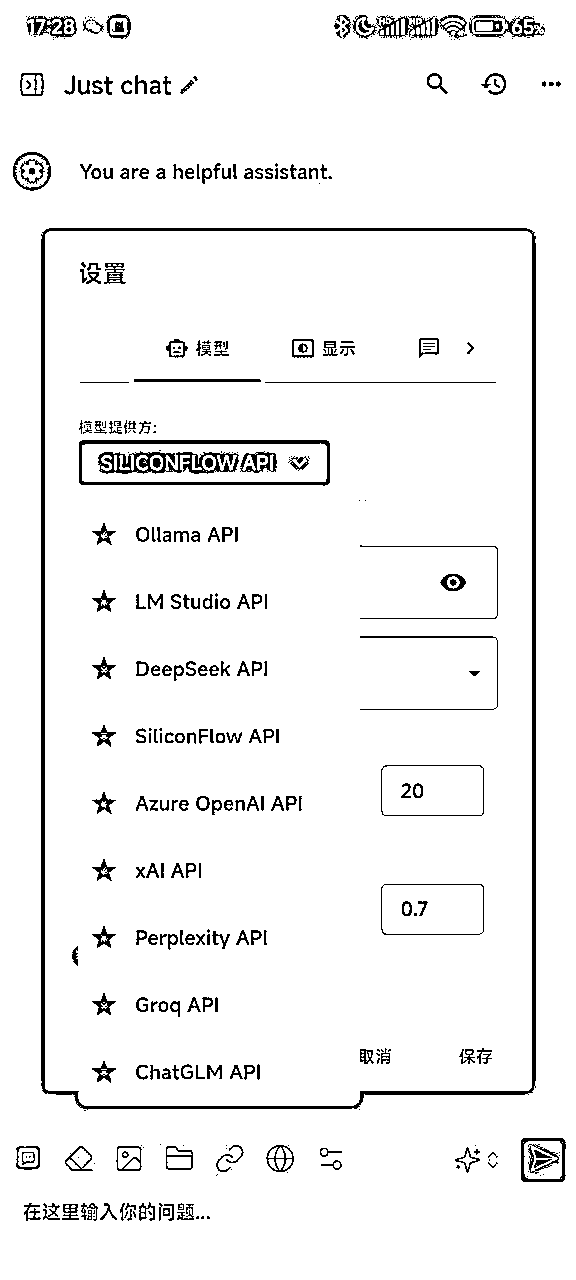 17:28 65%
Just chat
You are a helpful assistant.
设置
模型 显示
模型提供方:
SILICONFLOW API
Ollama API
LM Studio API
DeepSeek API
SiliconFlow API
Azure OpenAI API
20
xAI API
0.7
Perplexity API
Groq API
取消 保存
ChatGLM API
在这里输入你的问题...